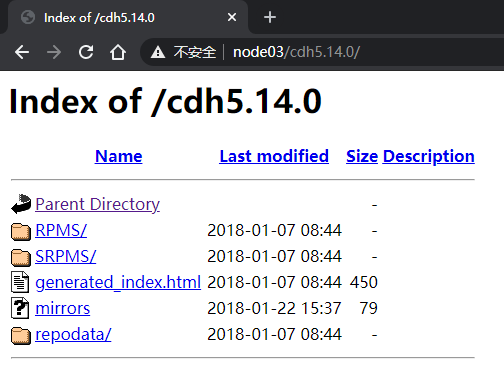 Index of /cdh5.14.0
不安全 node03/cdh5.14.0/
Index of /cdh5.14.0
Name Last modified Size Description
Parent Directory -
RPMS/ 2018-01-07 08:44 -
SRPMS/ 2018-01-07 08:44 -
generated_index.html 2018-01-07 08:44 450
mirrors 2018-01-22 15:37 79
repodata/ 2018-01-07 08:44 -